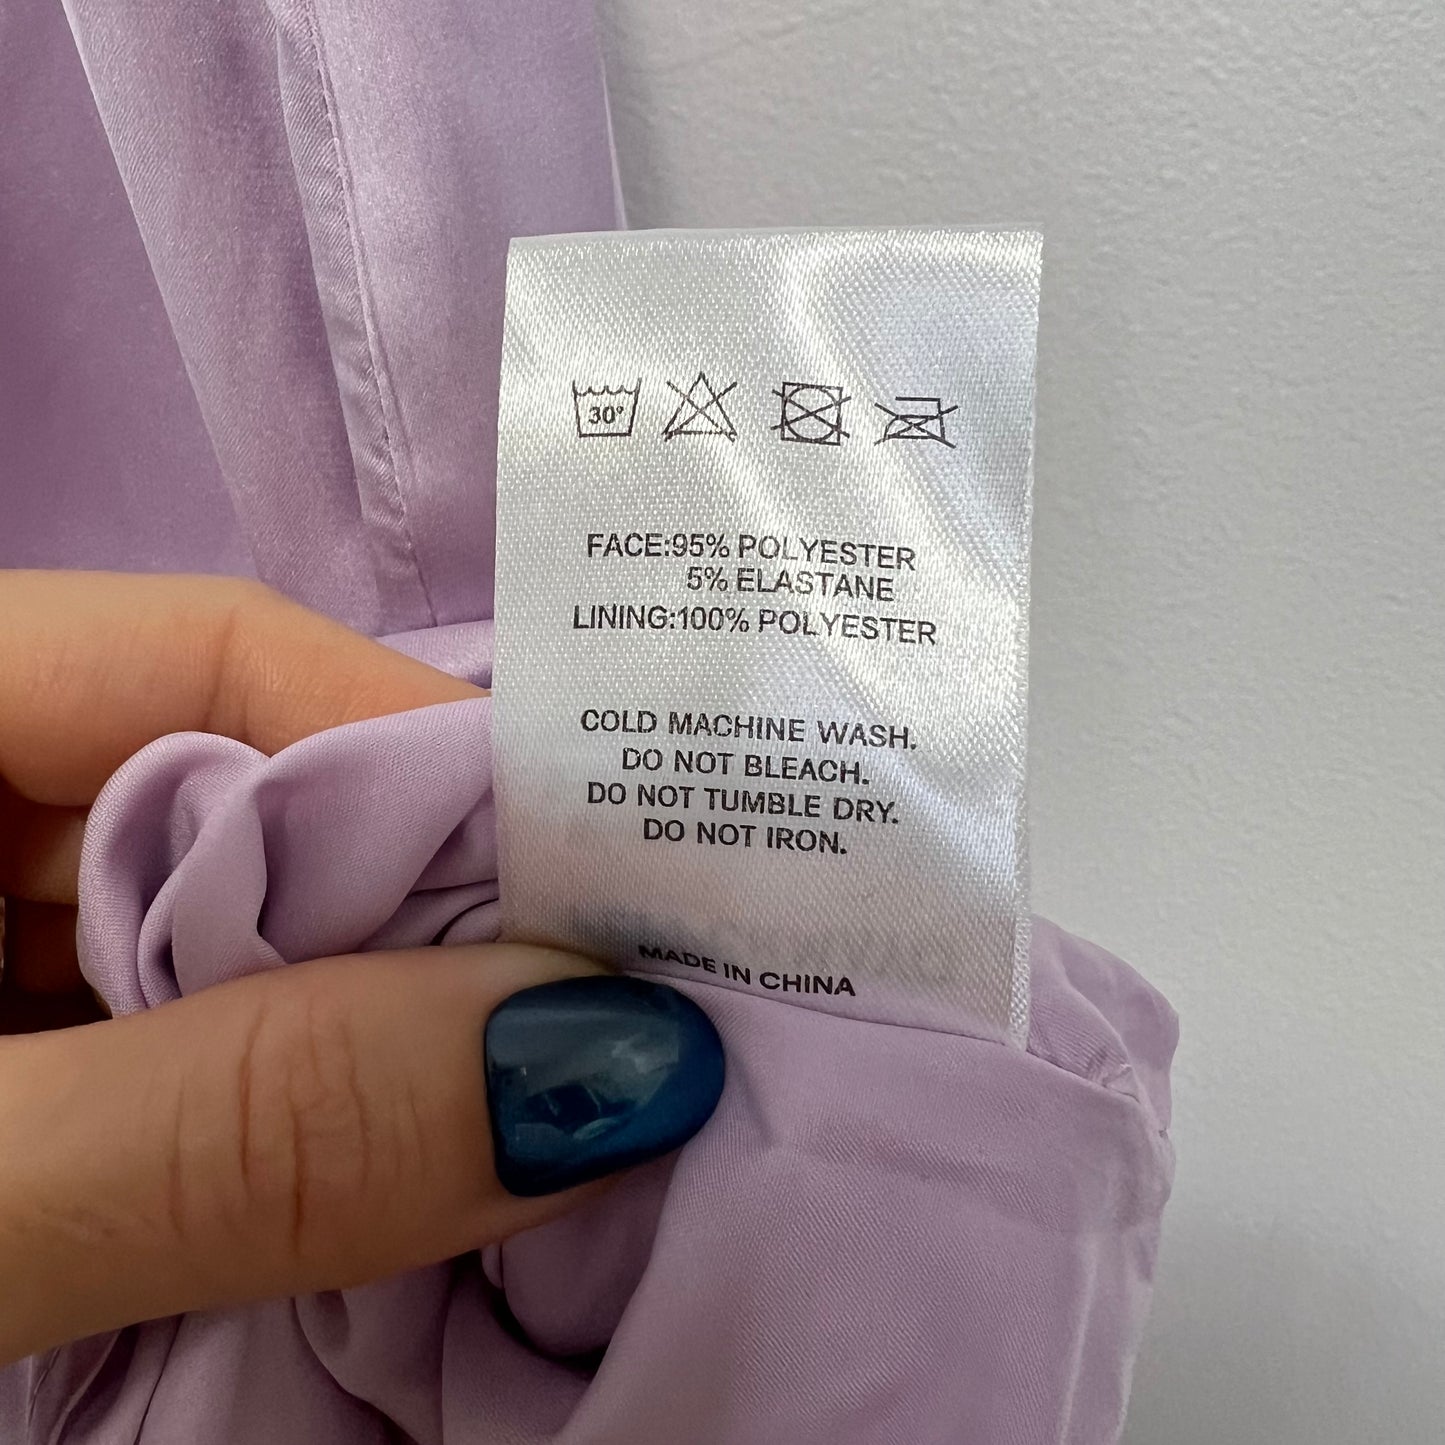 30°
FACE:95% POLYESTER
5% ELASTANE
LINING:100% POLYESTER
COLD MACHINE WASH.
DO NOT BLEACH.
DO NOT TUMBLE DRY.
DO NOT IRON.
MADE IN CHINA